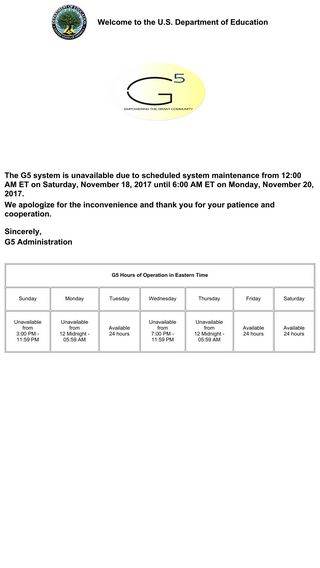 Welcome to the U.S. Department of Education
G5
EMPOWERING THE GRANT COMMUNITY
The G5 system is unavailable due to scheduled system maintenance from 12:00
AM ET on Saturday, November 18, 2017 until 6:00 AM ET on Monday, November 20,
2017.
We apologize for the inconvenience and thank you for your patience and
cooperation.
Sincerely,
G5 Administration
G5 Hours of Operation in Eastern Time
Sunday Monday Tuesday Wednesday Thursday Friday Saturday
Unavailable from 3:00 PM - 11:59 PM
Unavailable from 12 Midnight - 05:59 AM
Available 24 hours
Unavailable from 7:00 PM - 11:59 PM
Unavailable from 12 Midnight - 05:59 AM
Available 24 hours
Available 24 hours